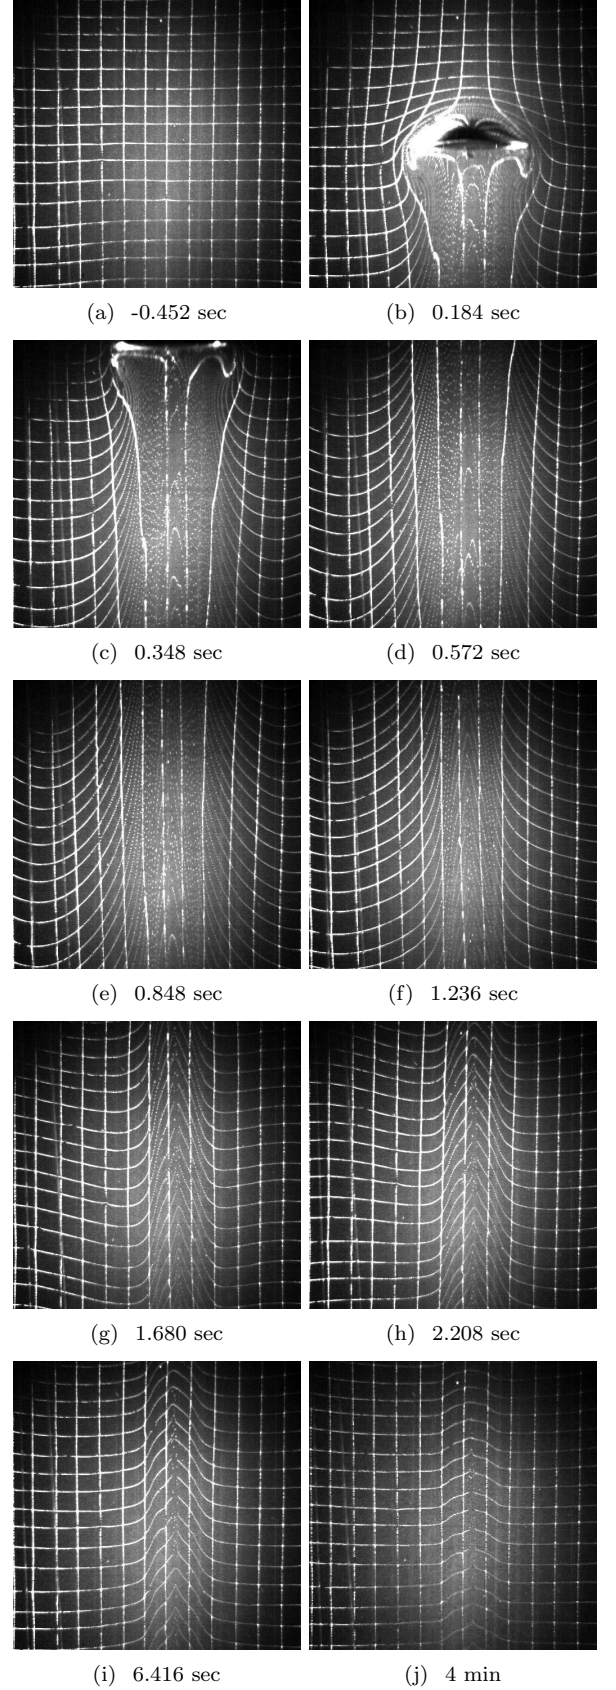 (a) -0.452 sec
(b) 0.184 sec
(c) 0.348 sec
(d) 0.572 sec
(e) 0.848 sec
(f) 1.236 sec
(g) 1.680 sec
(h) 2.208 sec
(i) 6.416 sec
(j) 4 min